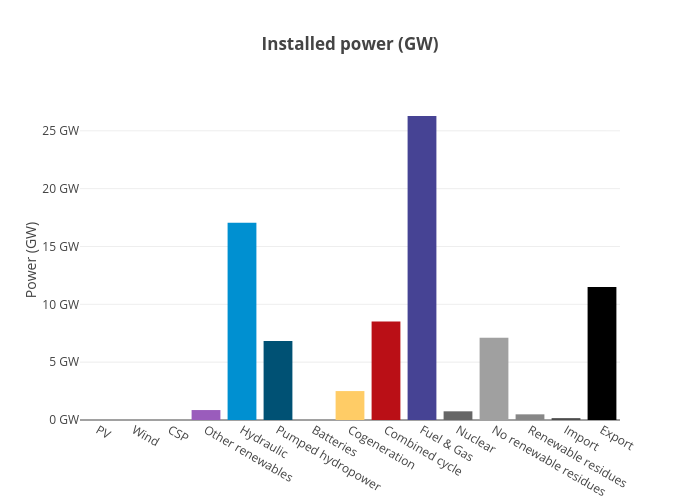 Installed power (GW)
Power (GW)
25 GW
20 GW
15 GW
10 GW
5 GW
0 GW
PV
Wind
CSP
Other renewables
Hydraulic
Pumped hydropower
Batteries
Cogeneration
Combined cycle
Fuel & Gas
Nuclear
No renewable residues
Renewable residues
Import
Export